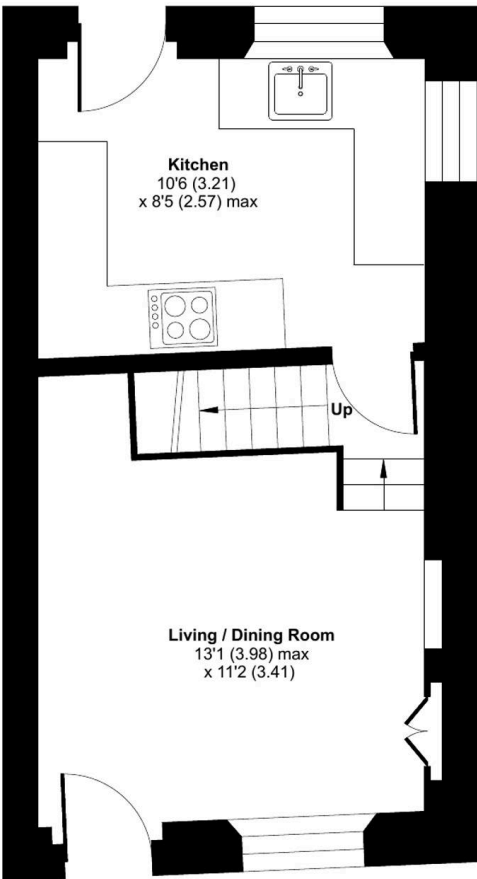 Kitchen
10'6 (3.21)
x 8'5 (2.57) max
Up
Living / Dining Room
13'1 (3.98) max
x 11'2 (3.41)